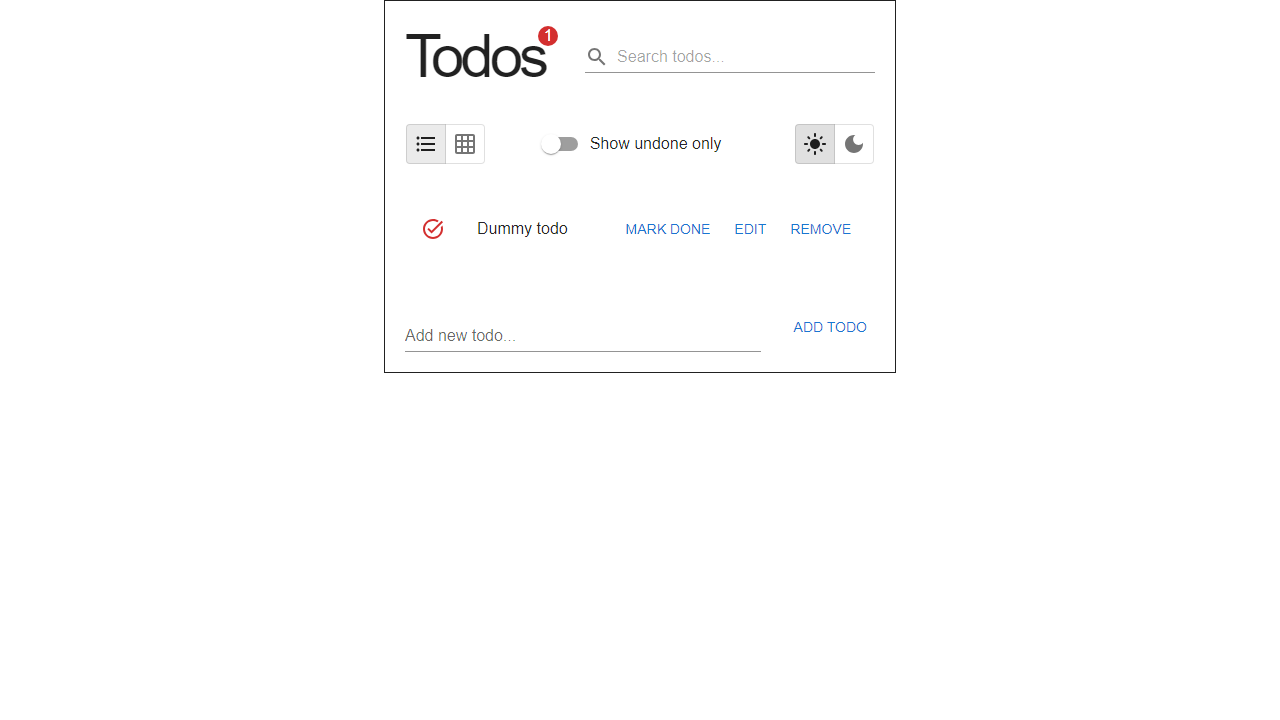 Todos 1
Search todos...
Show undone only
Dummy todo MARK DONE EDIT REMOVE
Add new todo... ADD TODO